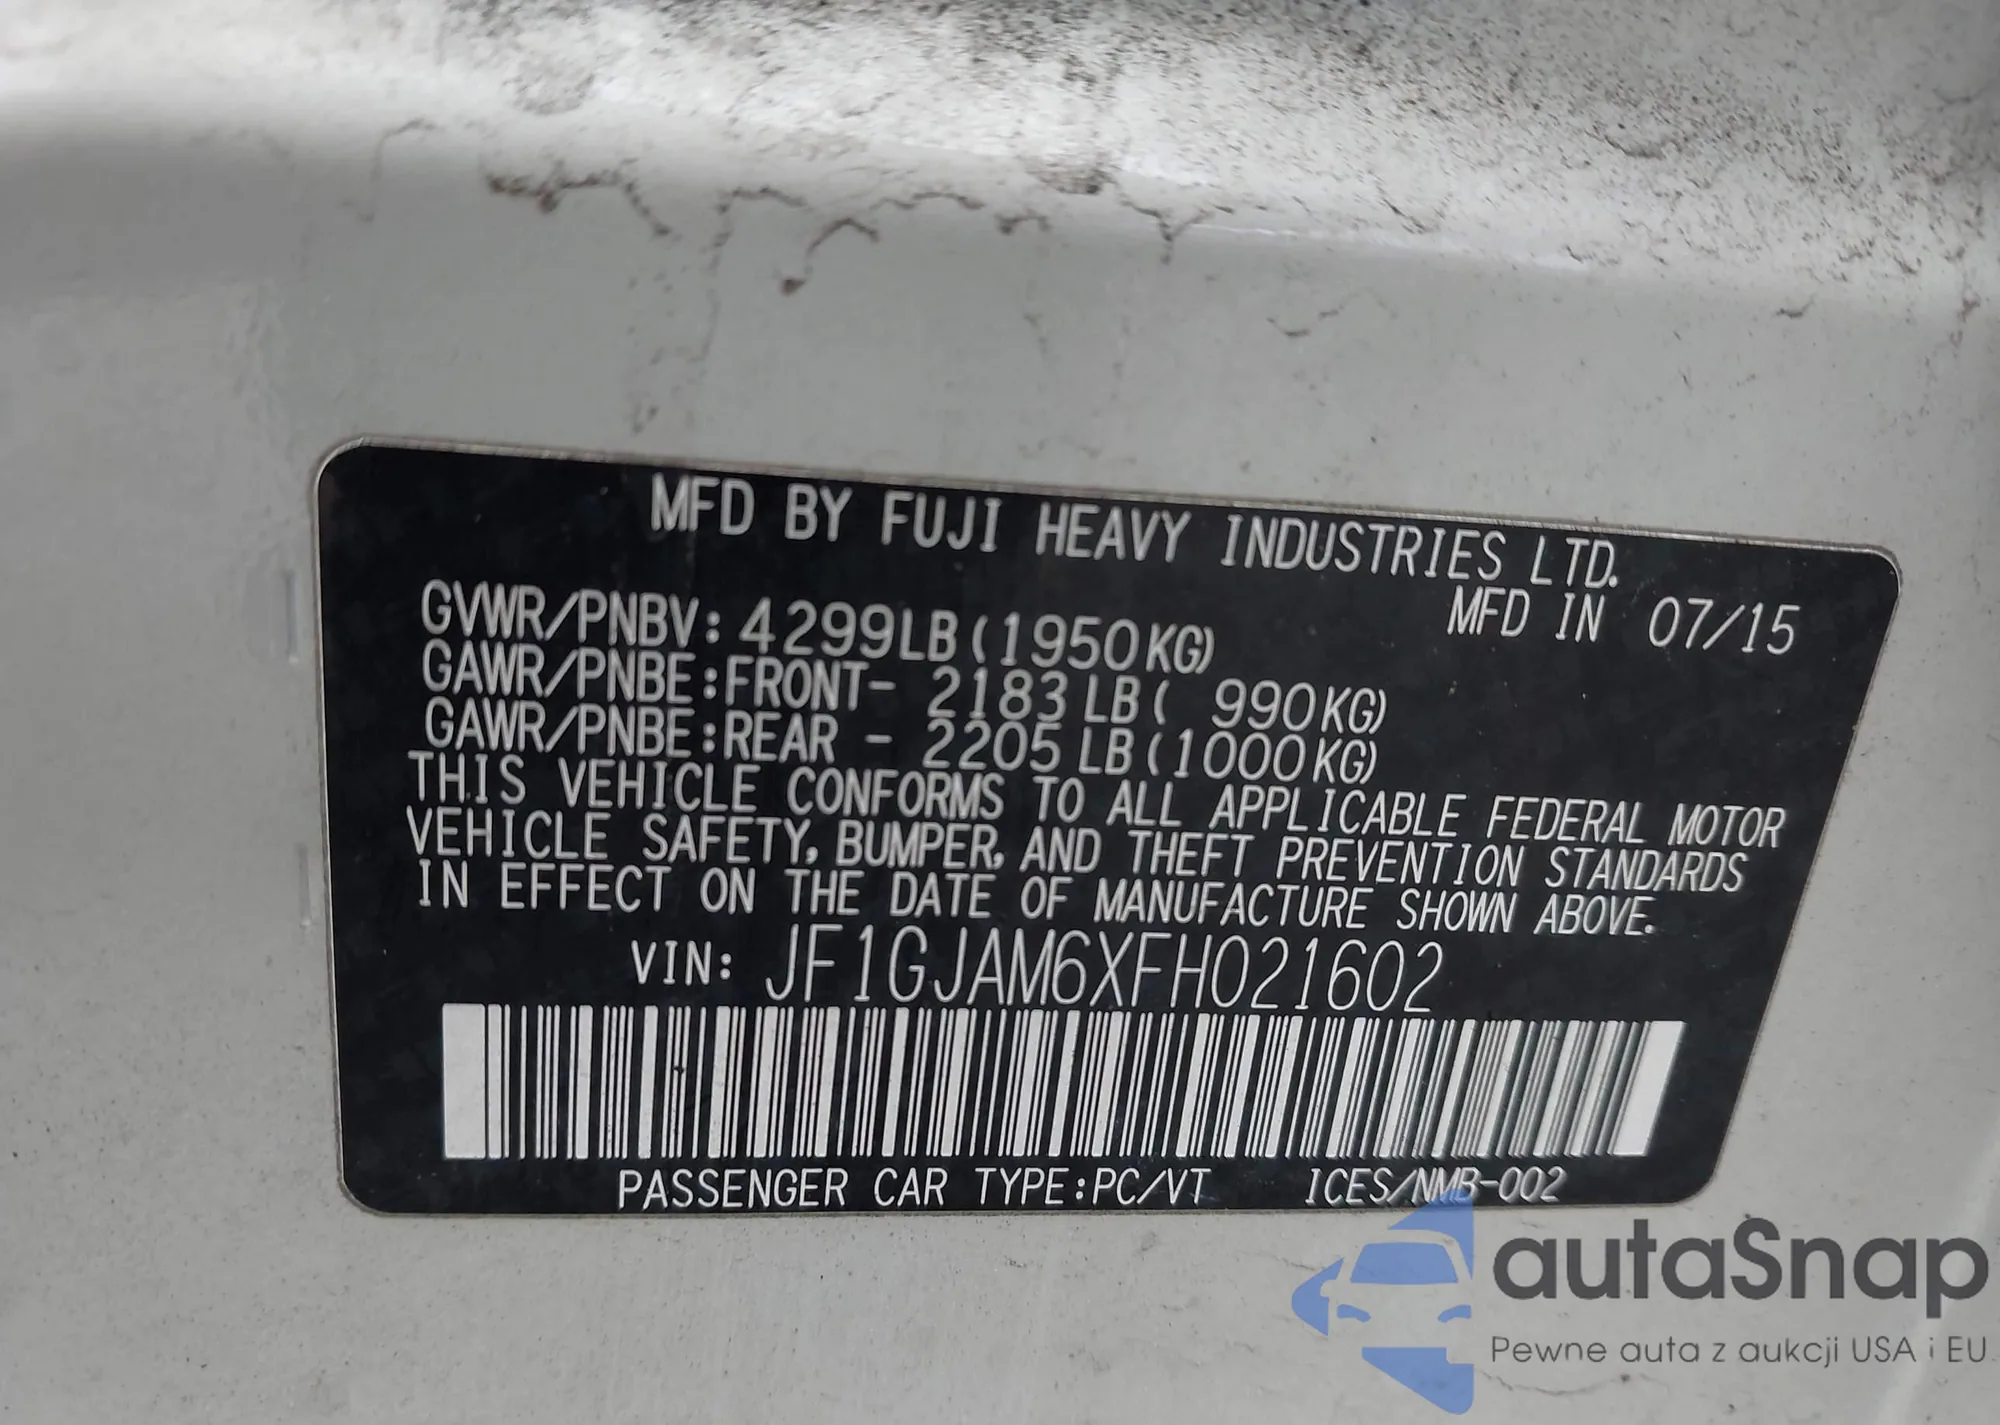 MFD BY FUJI HEAVY INDUSTRIES LTD.
MFD IN 07/15
GVWR/PNBV: 4299LB (1950KG)
GAWR/PNBE:FRONT- 2183LB ( 990KG)
GAWR/PNBE:REAR - 2205LB (1000KG)
THIS VEHICLE CONFORMS TO ALL APPLICABLE FEDERAL MOTOR
VEHICLE SAFETY, BUMPER, AND THEFT PREVENTION STANDARDS
IN EFFECT ON THE DATE OF MANUFACTURE SHOWN ABOVE.
VIN: JF1GJAM6XFH021602
PASSENGER CAR TYPE:PC/VT ICES/NMB-002
autaSnap
Pewne auta z aukcji USA i EU